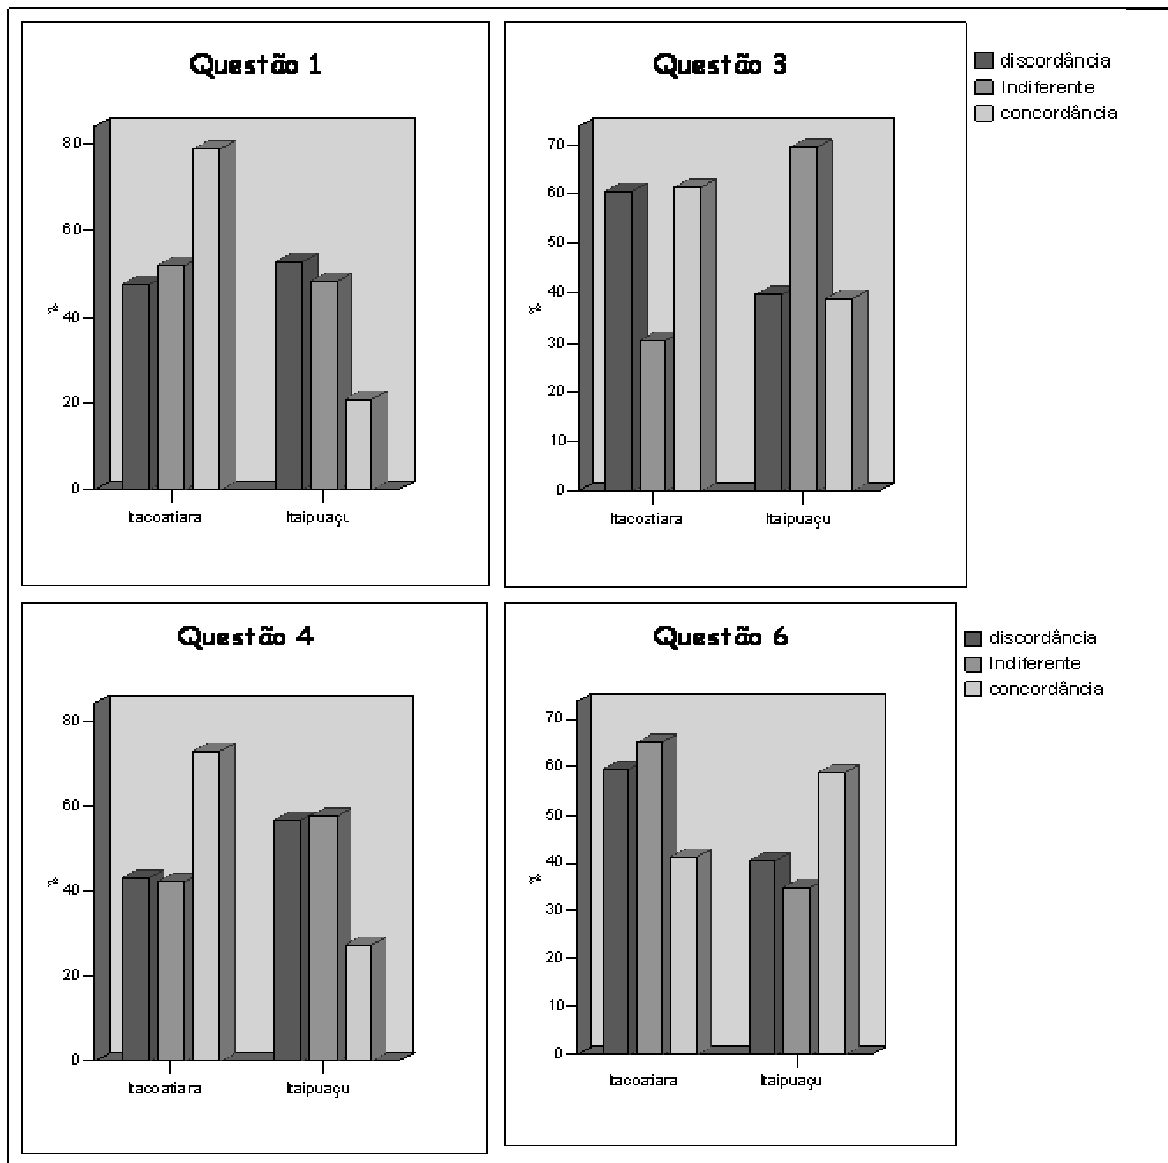 Questão 1
80
60
40
20
0
%
Itacoatiara
Itaipuaçu
Questão 3
70
60
50
40
30
20
10
0
%
Itacoatiara
Itaipuaçu
discordância
Indiferente
concordância
Questão 4
80
60
40
20
0
%
Itacoatiara
Itaipuaçu
Questão 6
70
60
50
40
30
20
10
0
%
Itacoatiara
Itaipuaçu
discordância
Indiferente
concordância